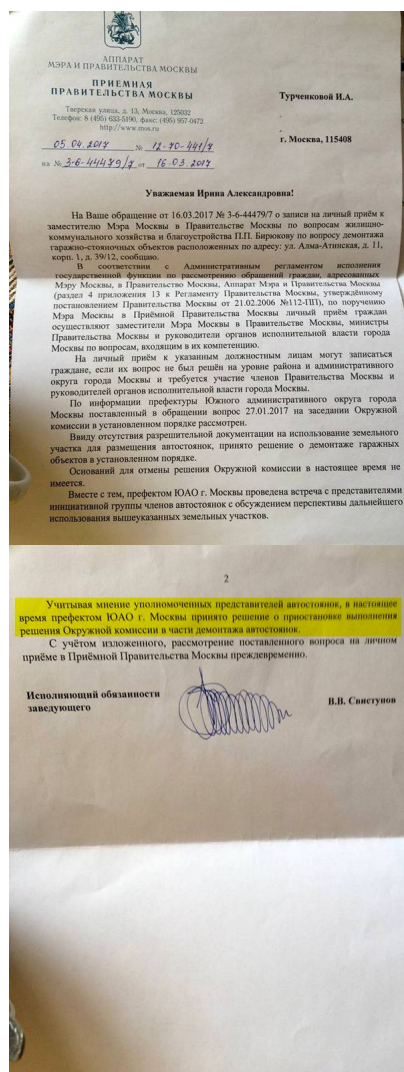 АППАРАТ
МЭРА И ПРАВИТЕЛЬСТВА МОСКВЫ
ПРИЕМНАЯ
ПРАВИТЕЛЬСТВА МОСКВЫ
Тверская улица, д. 13, Москва, 125032
Телефон: 8 (495) 633-5190, факс: (495) 957-0472
http://www.mos.ru
05.04.2017 № 12-70-441/7
на № 3-6-44479/7 от 16.03.2017
Турченковой И.А.
г. Москва, 115408
Уважаемая Ирина Александровна!
На Ваше обращение от 16.03.2017 № 3-6-44479/7 о записи на личный приём к
заместителю Мэра Москвы в Правительстве Москвы по вопросам жилищно-
коммунального хозяйства и благоустройства П.П. Бирюкову по вопросу демонтажа
гаражно-стояночных объектов расположенных по адресу: ул. Алма-Атинская, д. 11,
корп. 1, д. 39/12, сообщаю.
В соответствии с Административным регламентом исполнения
государственной функции по рассмотрению обращений граждан, адресованных
Мэру Москвы, в Правительство Москвы, Аппарат Мэра и Правительства Москвы
(раздел 4 приложения 13 к Регламенту Правительства Москвы, утверждённому
постановлением Правительства Москвы от 21.02.2006 №112-ПП), по поручению
Мэра Москвы в Приёмной Правительства Москвы личный приём граждан
осуществляют заместители Мэра Москвы в Правительстве Москвы, министры
Правительства Москвы и руководители органов исполнительной власти города
Москвы по вопросам, входящим в их компетенцию.
На личный приём к указанным должностным лицам могут записаться
граждане, если их вопрос не был решён на уровне района и административного
округа города Москвы и требуется участие членов Правительства Москвы и
руководителей органов исполнительной власти города Москвы.
По информации префектуры Южного административного округа города
Москвы поставленный в обращении вопрос 27.01.2017 на заседании Окружной
комиссии в установленном порядке рассмотрен.
Ввиду отсутствия разрешительной документации на использование земельного
участка для размещения автостоянок, принято решение о демонтаже гаражных
объектов в установленном порядке.
Оснований для отмены решения Окружной комиссии в настоящее время не
имеется.
Вместе с тем, префектом ЮАО г. Москвы проведена встреча с представителями
инициативной группы членов автостоянок с обсуждением перспективы дальнейшего
использования вышеуказанных земельных участков.
2
Учитывая мнение уполномоченных представителей автостоянок, в настоящее
время префектом ЮАО г. Москвы принято решение о приостановке выполнения
решения Окружной комиссии в части демонтажа автостоянок.
С учётом изложенного, рассмотрение поставленного вопроса на личном
приёме в Приёмной Правительства Москвы преждевременно.
Исполняющий обязанности
заведующего
В.В. Свистунов